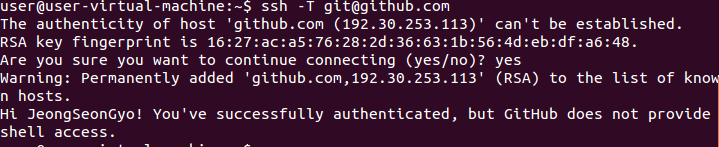 user@user-virtual-machine:~$ ssh -T git@github.com
The authenticity of host 'github.com (192.30.253.113)' can't be established.
RSA key fingerprint is 16:27:ac:a5:76:28:2d:36:63:1b:56:4d:eb:df:a6:48.
Are you sure you want to continue connecting (yes/no)? yes
Warning: Permanently added 'github.com,192.30.253.113' (RSA) to the list of know
n hosts.
Hi JeongSeonGyo! You've successfully authenticated, but GitHub does not provide
shell access.